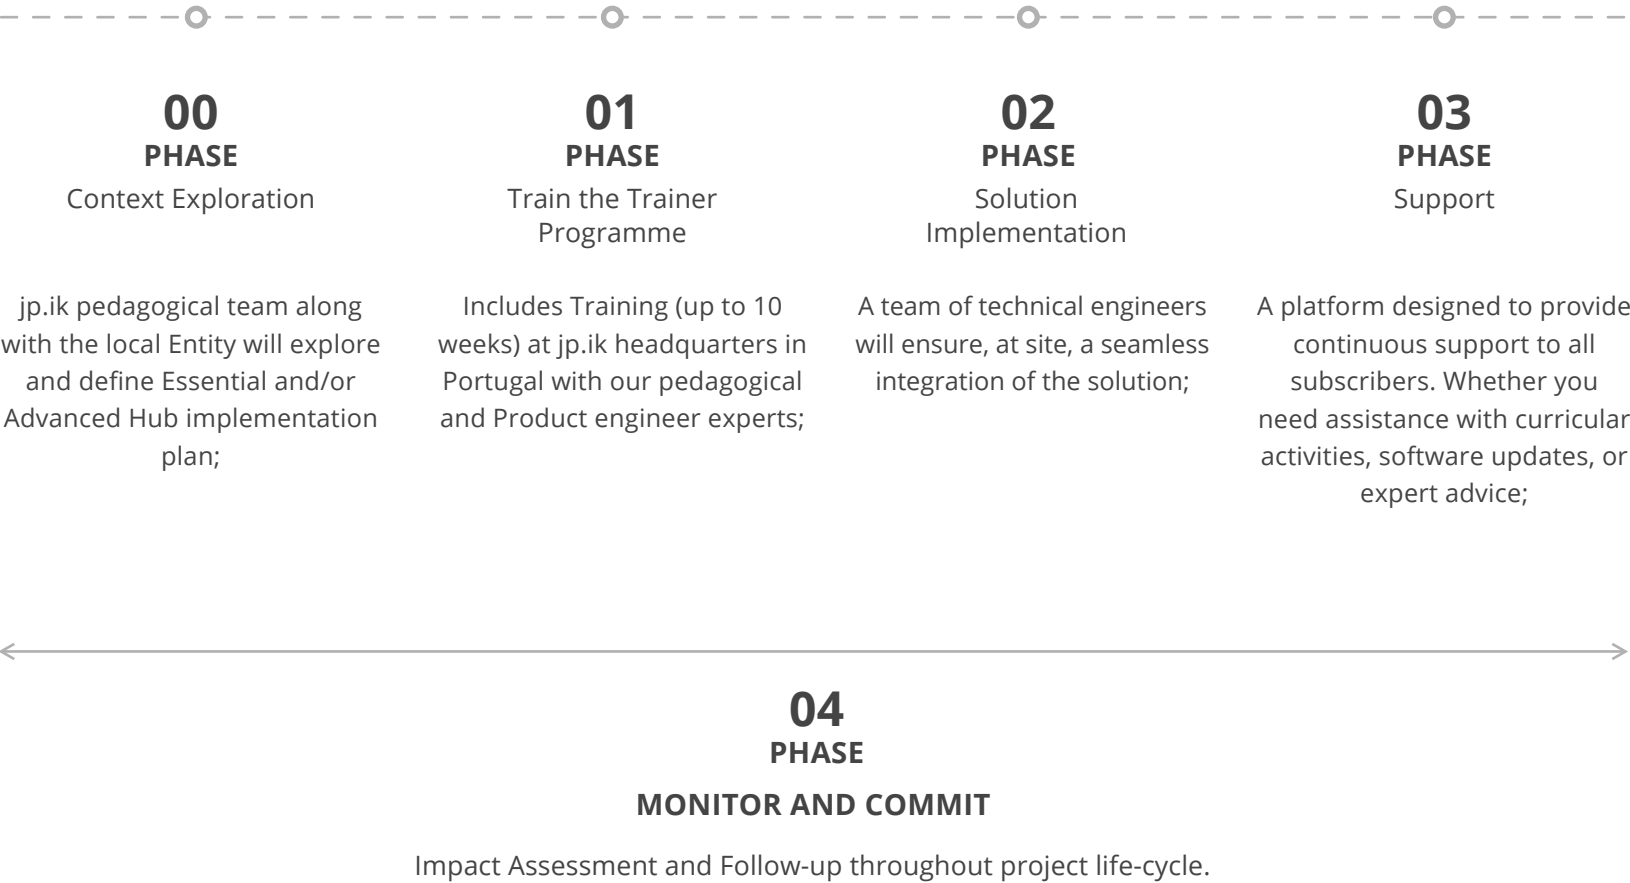 00
PHASE
Context Exploration
jp.ik pedagogical team along
with the local Entity will explore
and define Essential and/or
Advanced Hub implementation
plan;
01
PHASE
Train the Trainer
Programme
Includes Training (up to 10
weeks) at jp.ik headquarters in
Portugal with our pedagogical
and Product engineer experts;
02
PHASE
Solution
Implementation
A team of technical engineers
will ensure, at site, a seamless
integration of the solution;
03
PHASE
Support
A platform designed to provide
continuous support to all
subscribers. Whether you
need assistance with curricular
activities, software updates, or
expert advice;
04
PHASE
MONITOR AND COMMIT
Impact Assessment and Follow-up throughout project life-cycle.